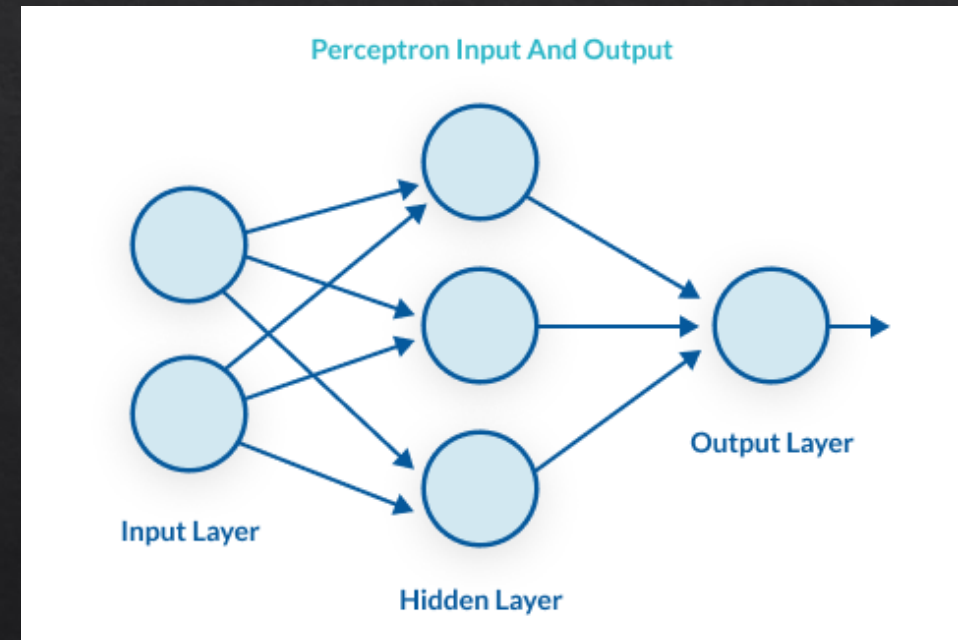 Perceptron Input And Output
Input Layer
Hidden Layer
Output Layer